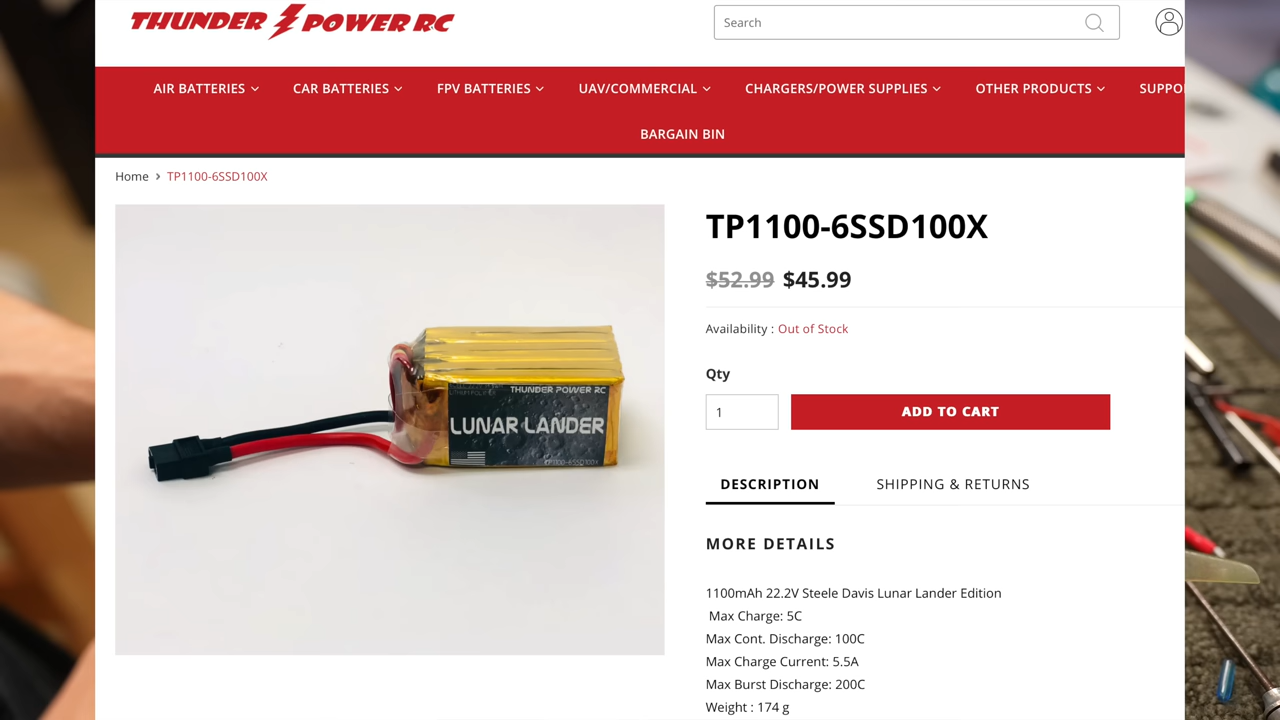 THUNDER POWER RC
Search
AIR BATTERIES CAR BATTERIES FPV BATTERIES UAV/COMMERCIAL CHARGERS/POWER SUPPLIES OTHER PRODUCTS SUPPO
BARGAIN BIN
Home > TP1100-6SSD100X
TP1100-6SSD100X
$52.99 $45.99
Availability : Out of Stock
Qty
1 ADD TO CART
THUNDER POWER RC
LUNAR LANDER
TP1100-6SSD100X
DESCRIPTION SHIPPING & RETURNS
MORE DETAILS
1100mAh 22.2V Steele Davis Lunar Lander Edition
Max Charge: 5C
Max Cont. Discharge: 100C
Max Charge Current: 5.5A
Max Burst Discharge: 200C
Weight : 174 g